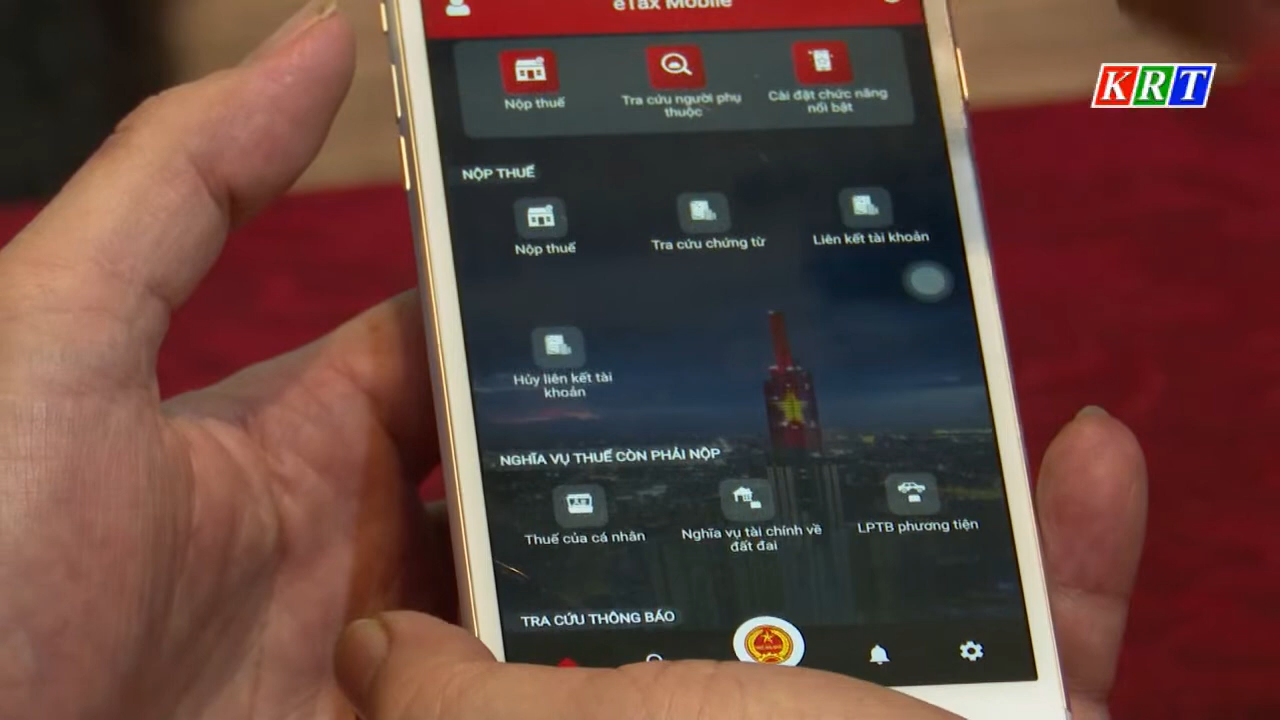 eTax Mobile
KRT
Nộp thuế
Tra cứu người phụ
thuộc
Cài đặt chức năng
nổi bật
NỘP THUẾ
Nộp thuế
Tra cứu chứng từ
Liên kết tài khoản
Hủy liên kết tài
khoản
NGHĨA VỤ THUẾ CÒN PHẢI NỘP
Thuế của cá nhân
Nghĩa vụ tài chính về
đất đai
LPTB phương tiện
TRA CỨU THÔNG BÁO